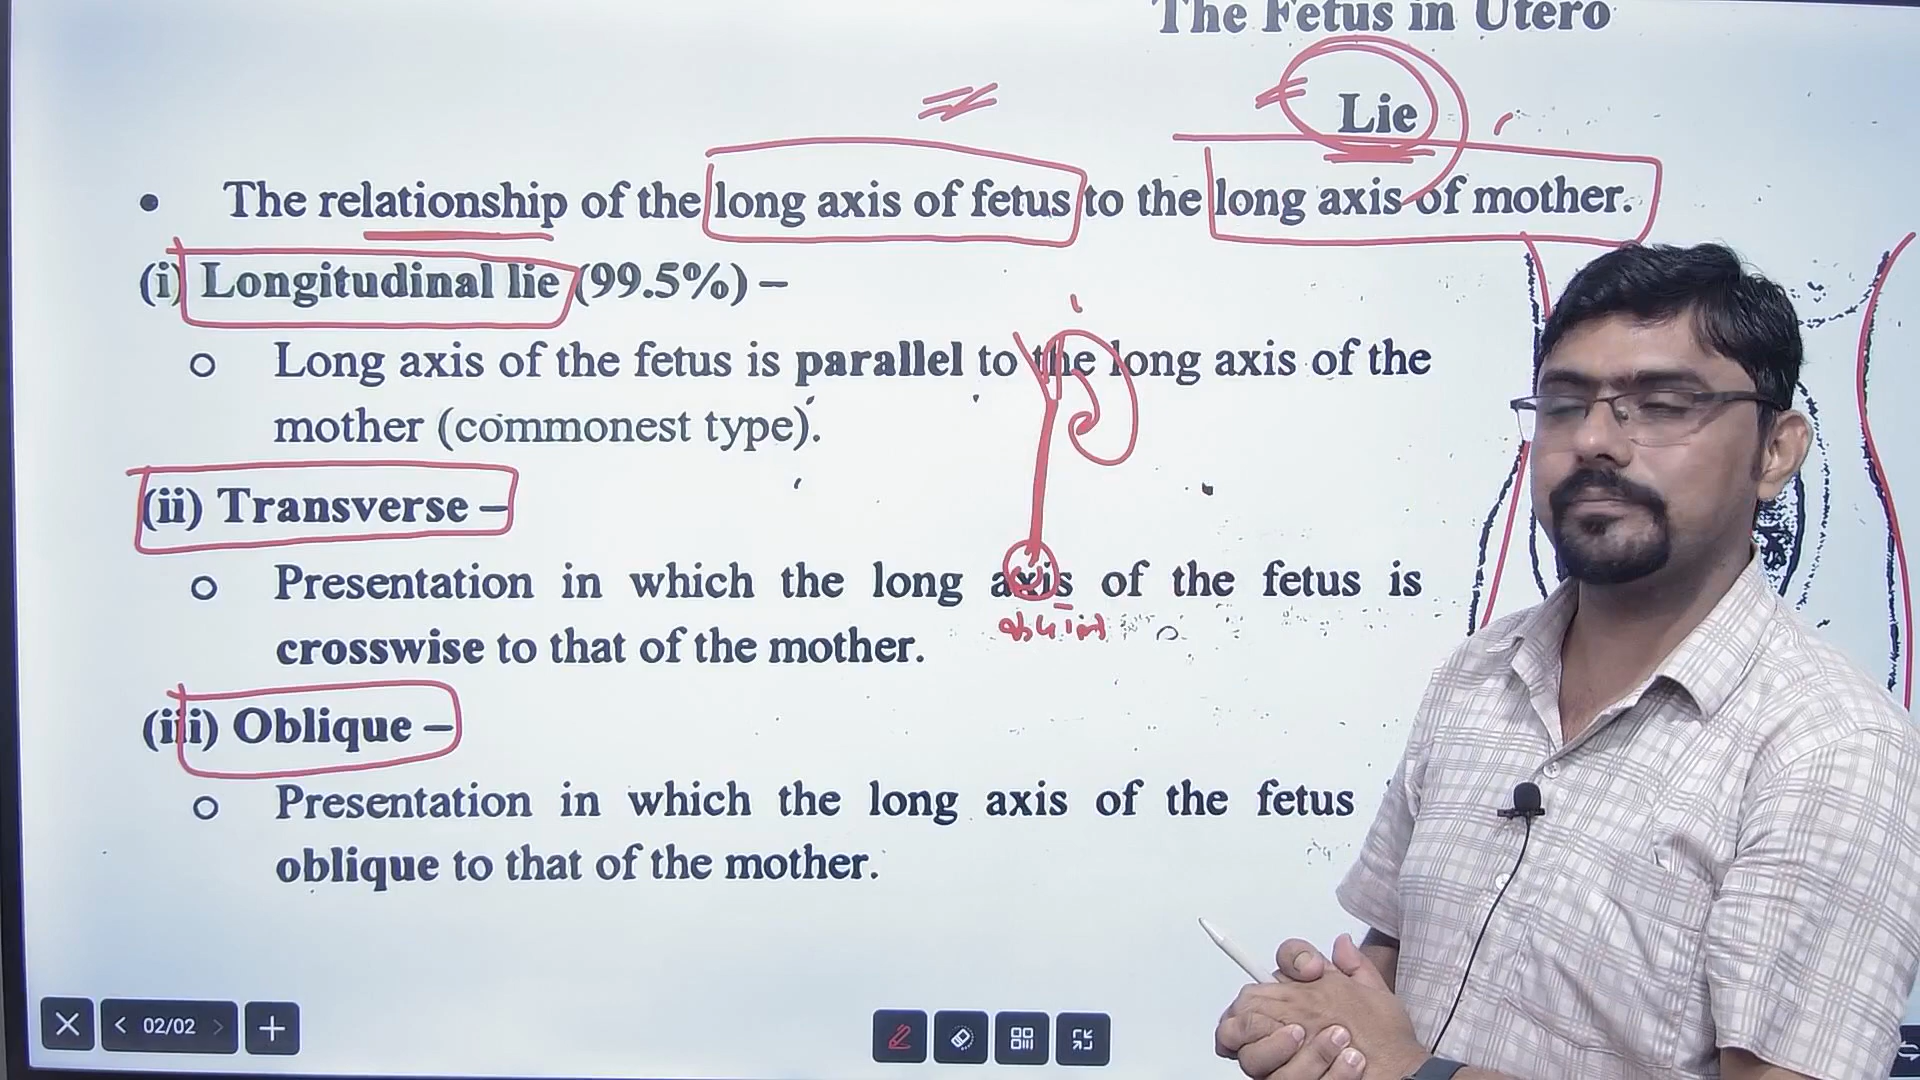 The Fetus in Utero
Lie
• The relationship of the long axis of fetus to the long axis of mother.
(i) Longitudinal lie (99.5%) –
o Long axis of the fetus is parallel to the long axis of the
mother (commonest type).
(ii) Transverse –
o Presentation in which the long axis of the fetus is
crosswise to that of the mother.
(iii) Oblique –
o Presentation in which the long axis of the fetus
oblique to that of the mother.
02/02